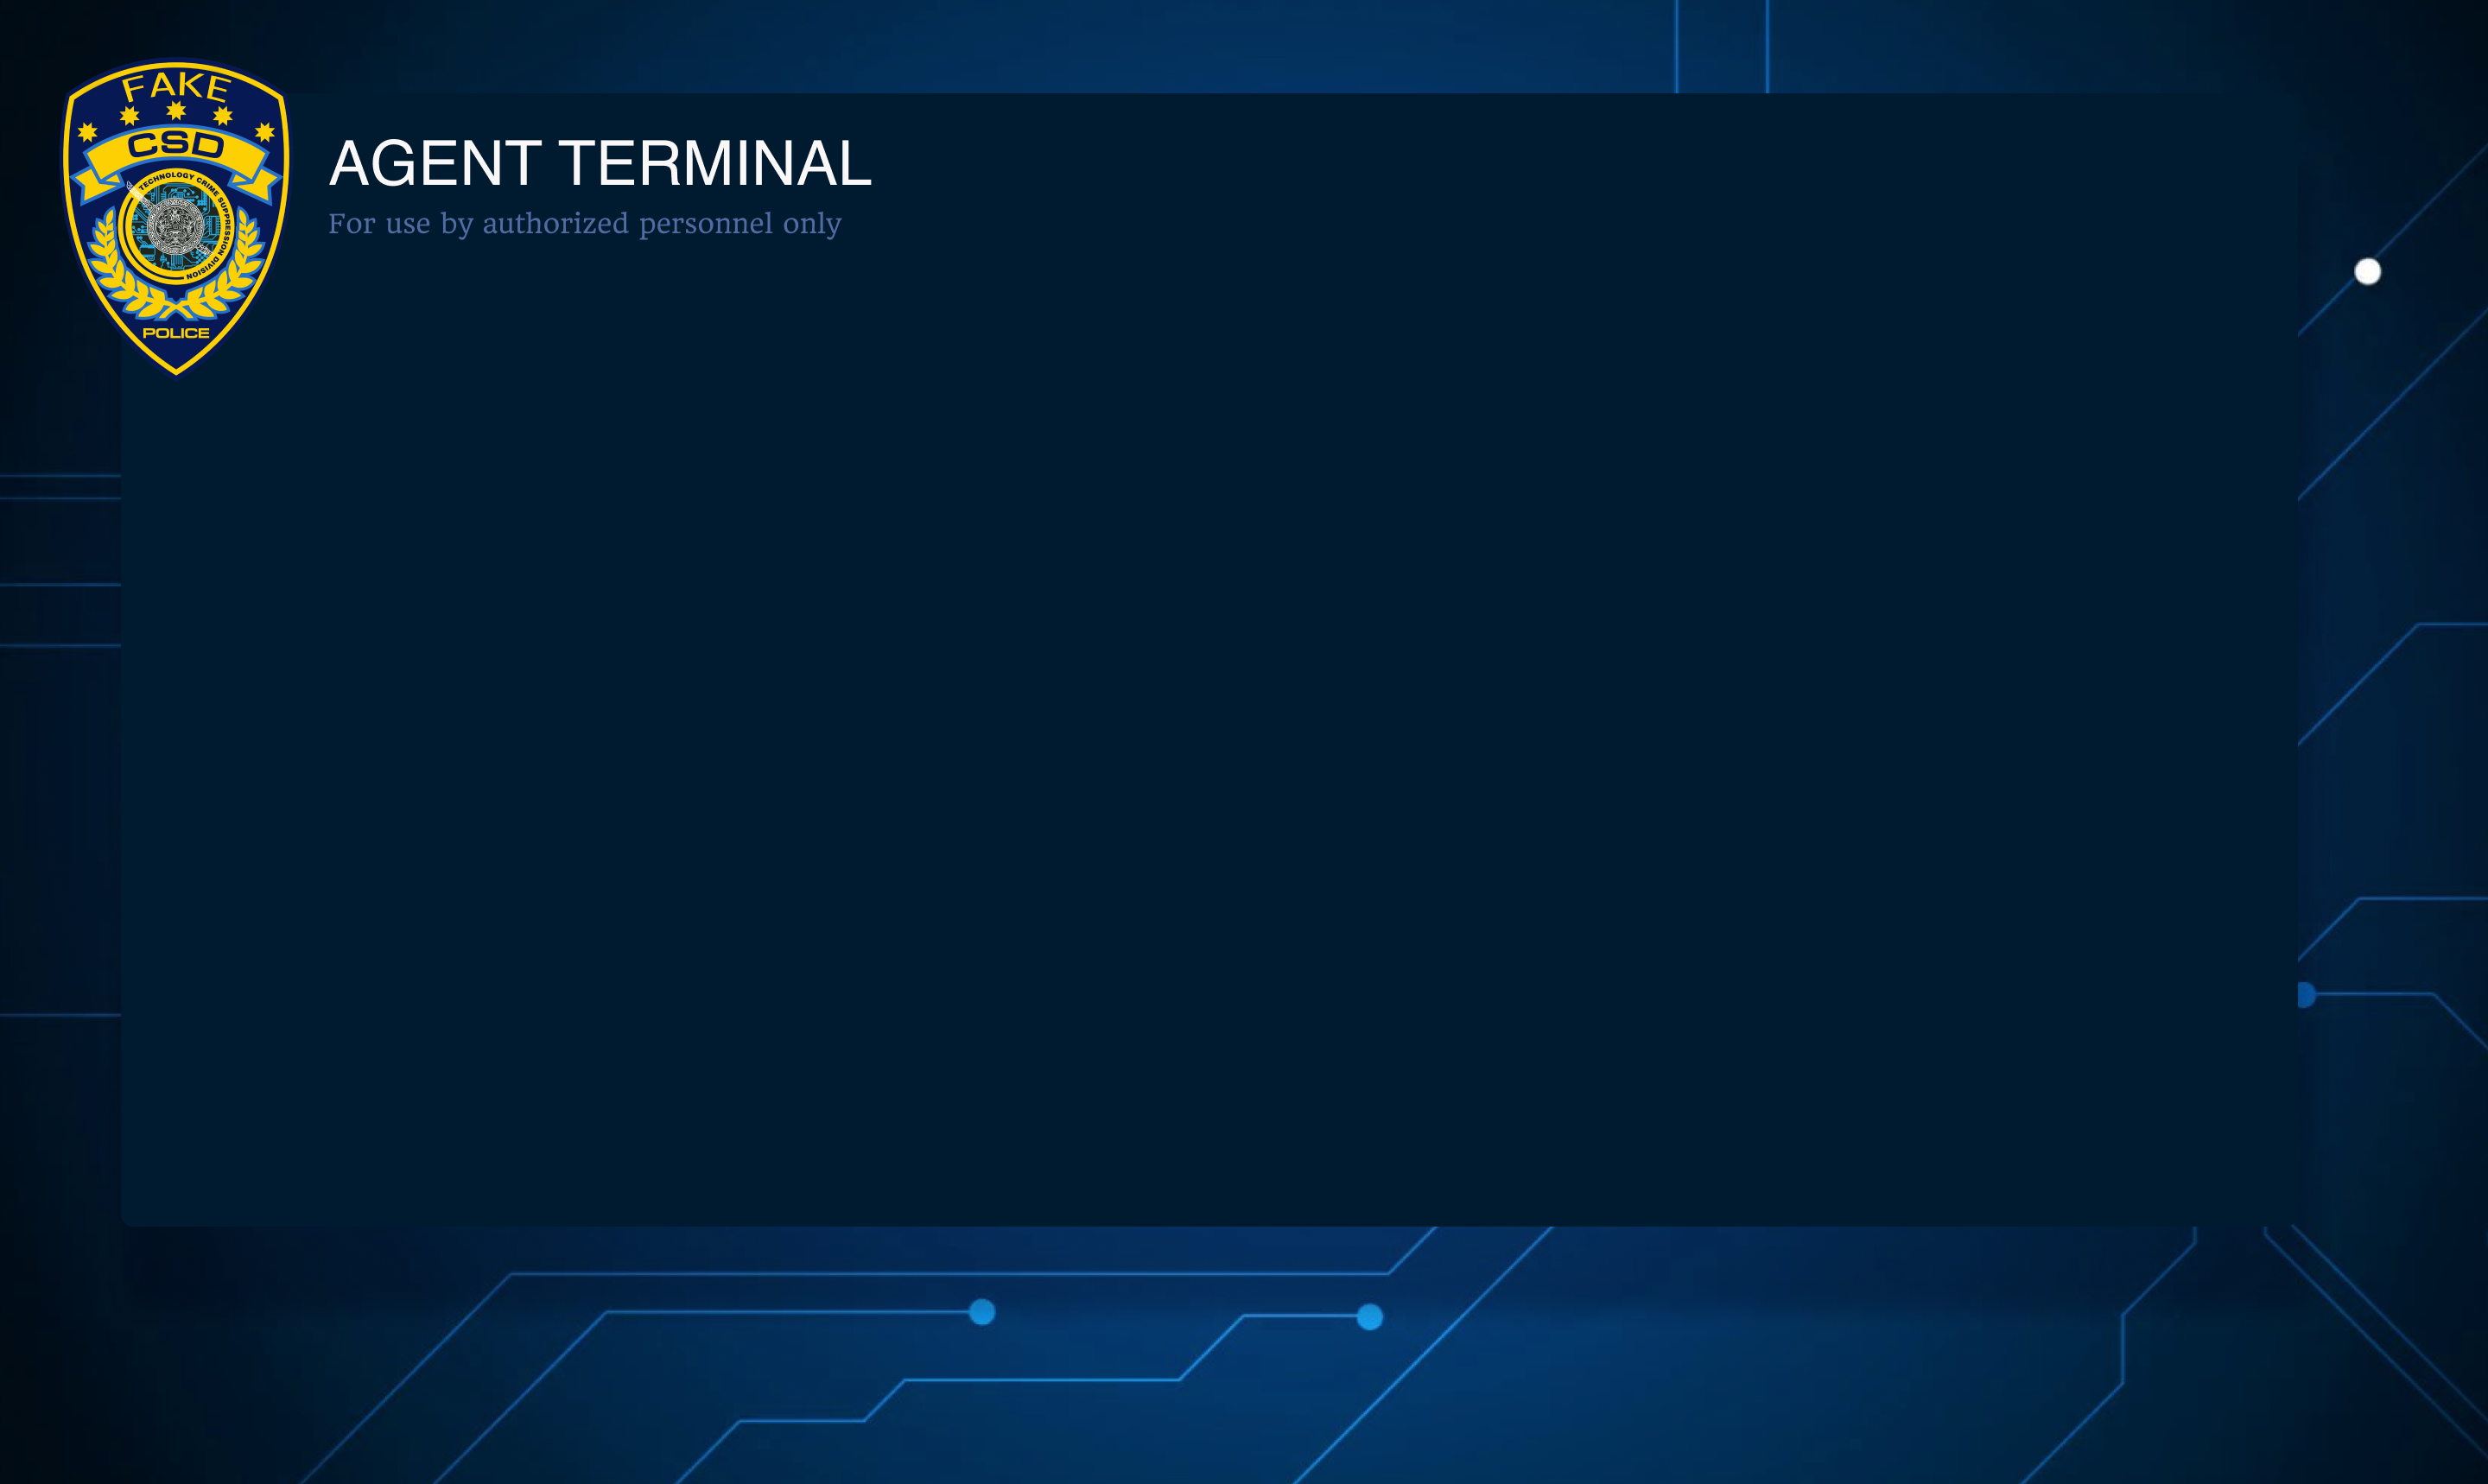 FAKE
CSD
TECHNOLOGY CRIME SUPPRESSION DIVISION
POLICE
AGENT TERMINAL
For use by authorized personnel only